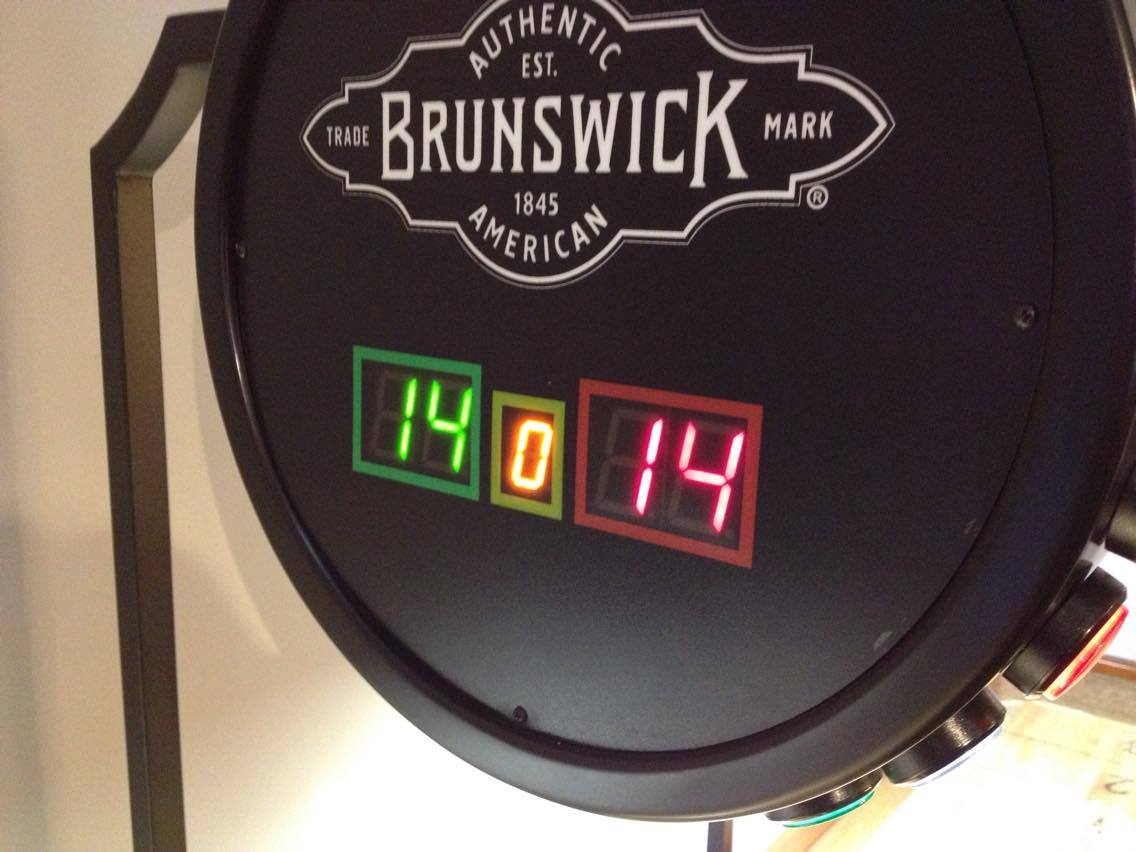 AUTHENTIC
EST.
TRADE BRUNSWICK MARK
1845
®
AMERICAN
14 0 14